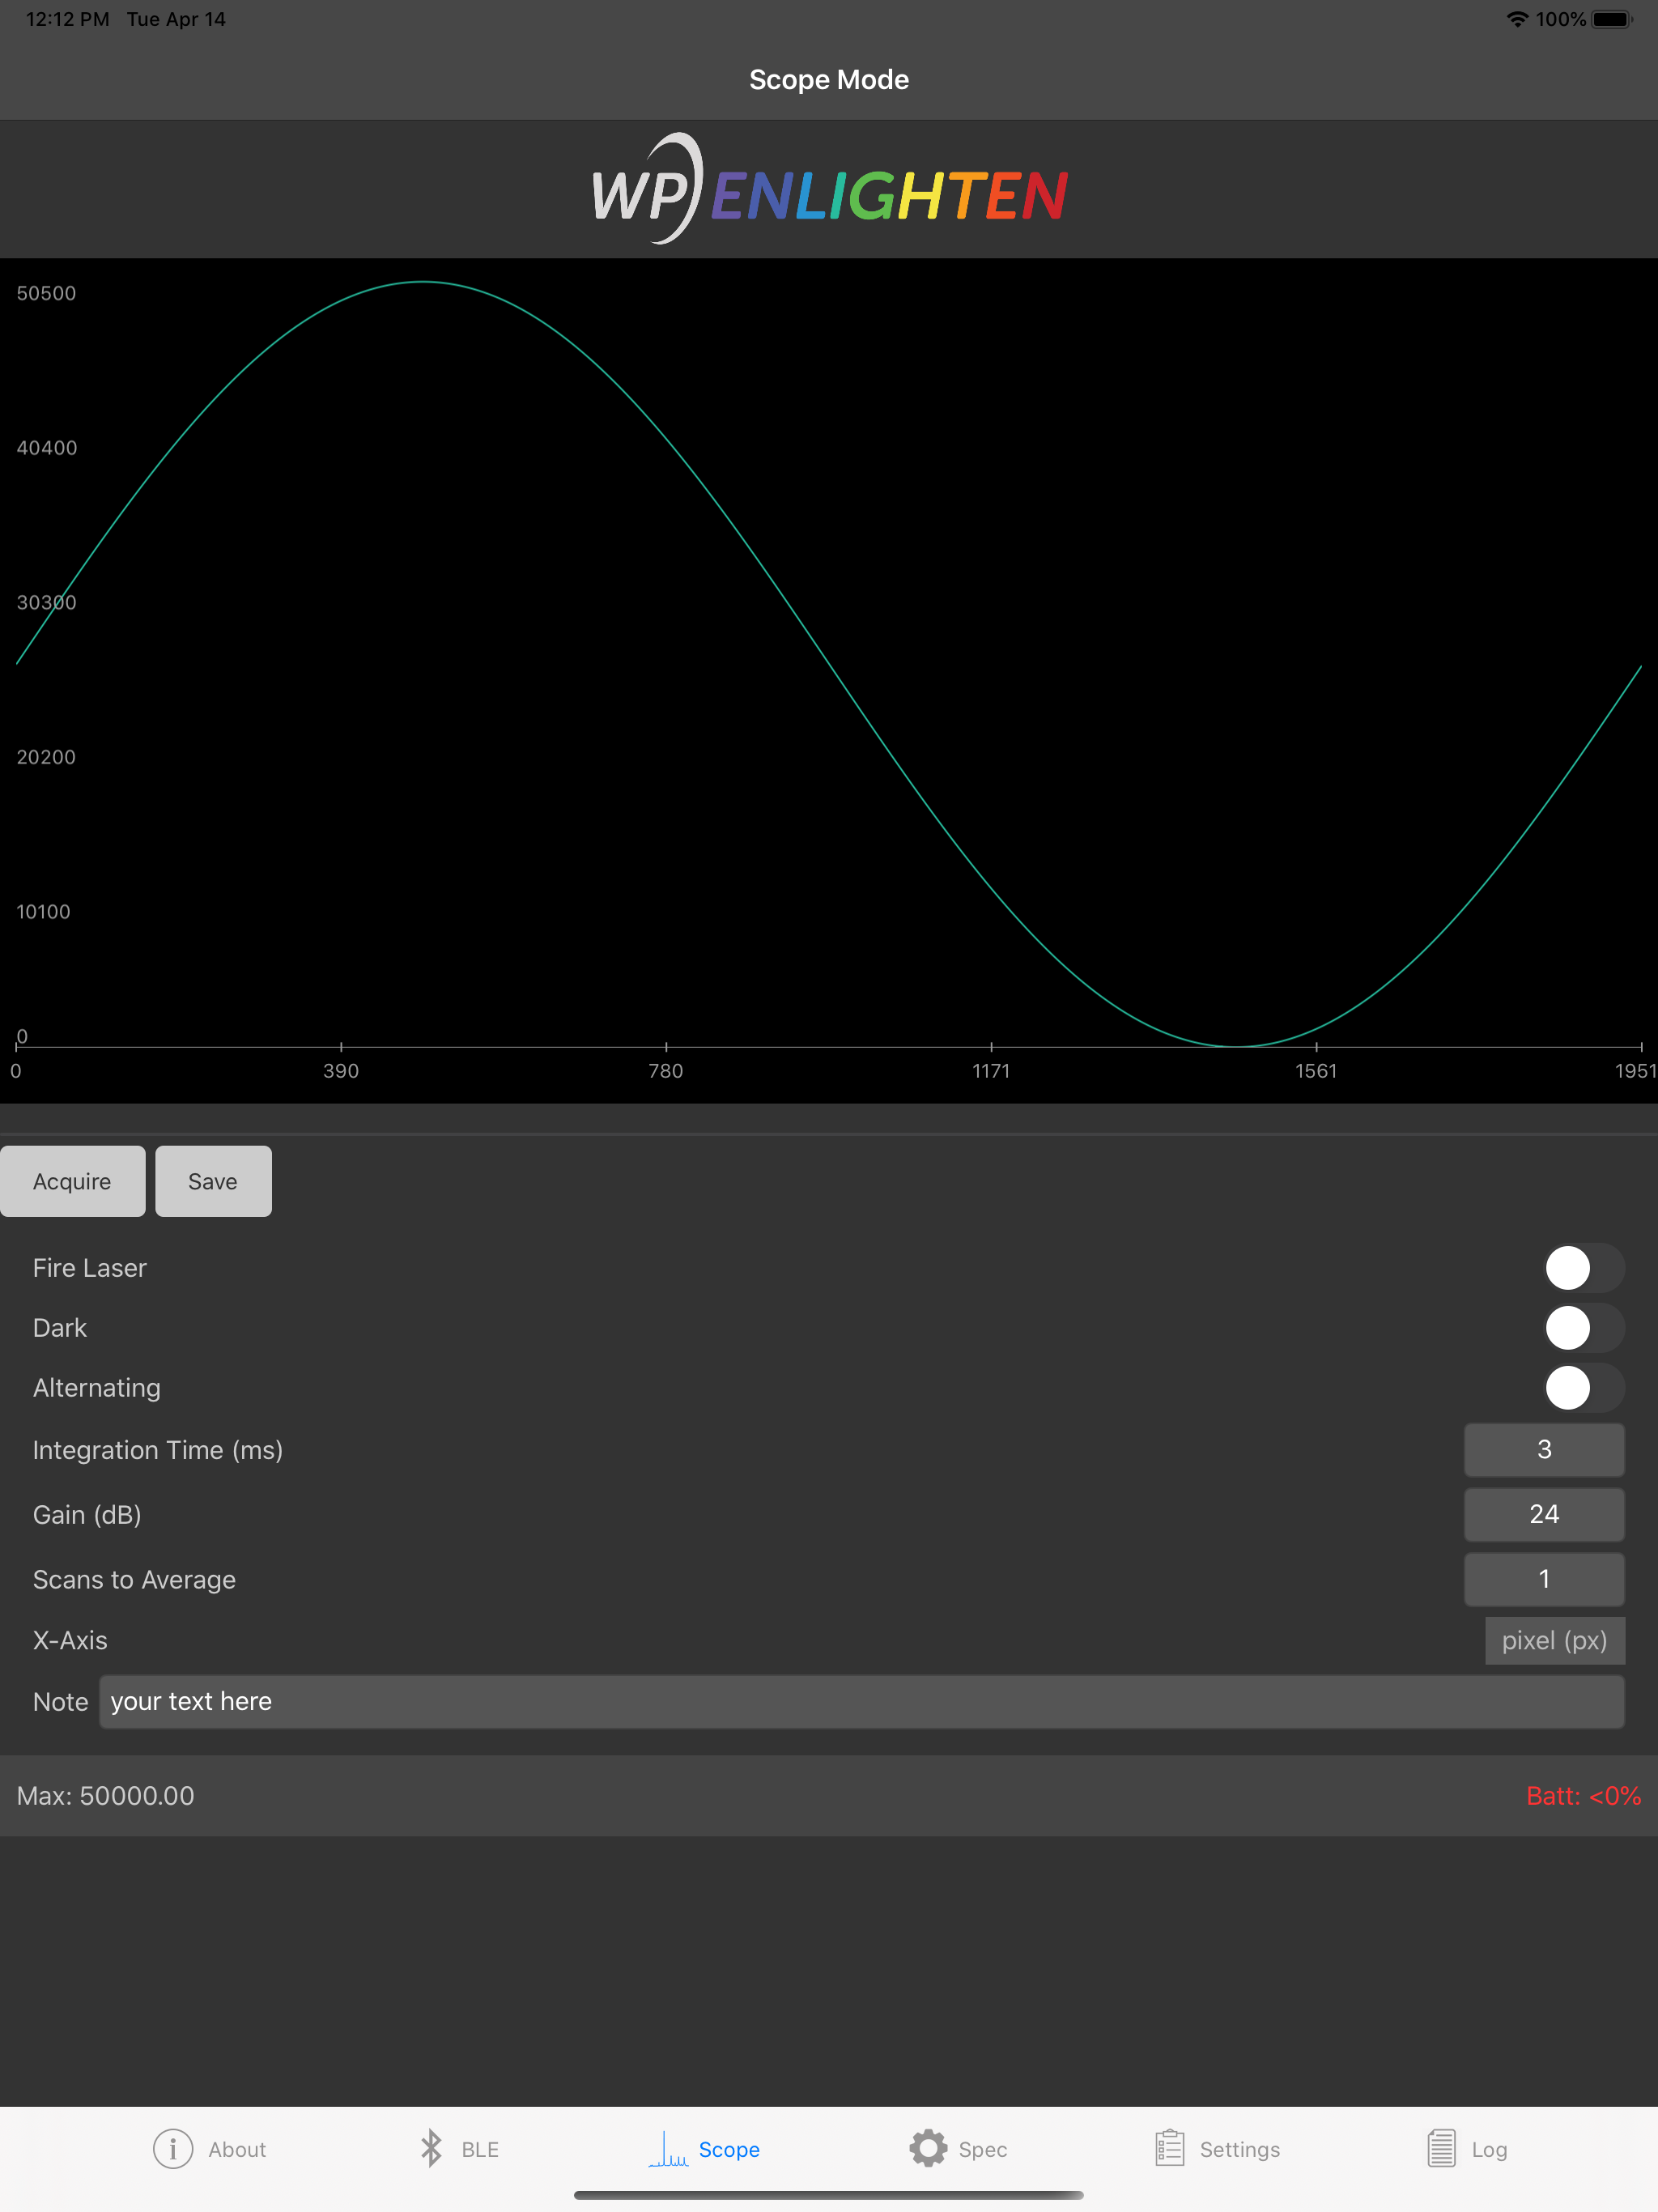 12:12 PM Tue Apr 14 100%
Scope Mode
WP ENLIGHTEN
50500
40400
30300
20200
10100
0
0 390 780 1171 1561 1951
Acquire Save
Fire Laser
Dark
Alternating
Integration Time (ms) 3
Gain (dB) 24
Scans to Average 1
X-Axis pixel (px)
Note your text here
Max: 50000.00 Batt: <0%
About BLE Scope Spec Settings Log